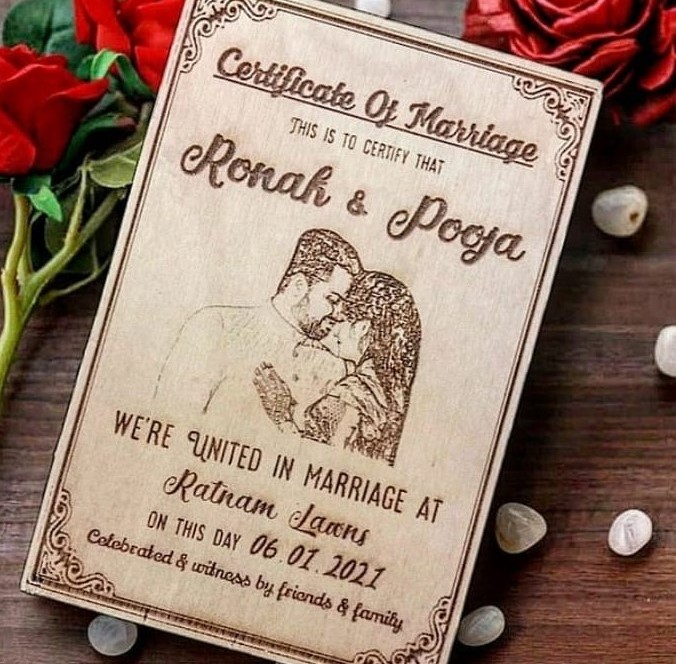 Certificate Of Marriage
THIS IS TO CERTIFY THAT
Ronah & Pooja
WE'RE UNITED IN MARRIAGE AT
Ratnam Lawns
ON THIS DAY 06.01.2021
Celebrated & witness by friends & family